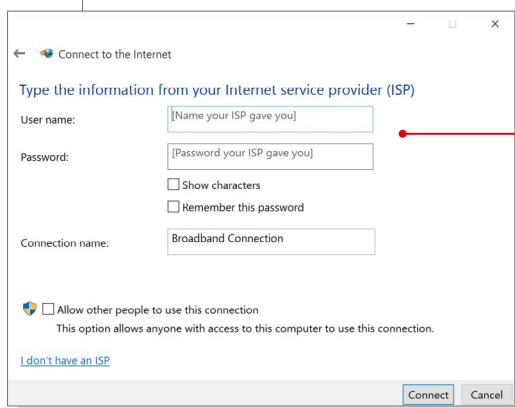 Connect to the Internet
Type the information from your Internet service provider (ISP)
User name: [Name your ISP gave you]
Password: [Password your ISP gave you]
Show characters
Remember this password
Connection name: Broadband Connection
Allow other people to use this connection
This option allows anyone with access to this computer to use this connection.
I don't have an ISP
Connect Cancel